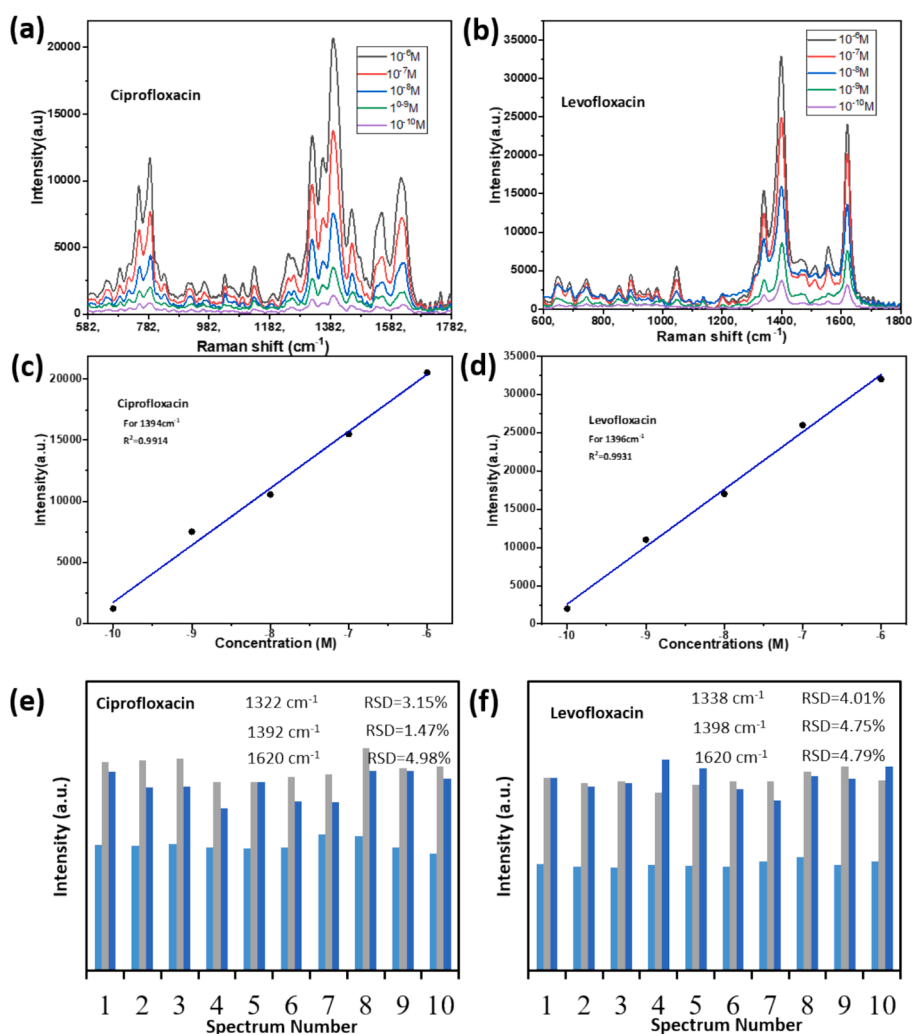 (a)
Ciprofloxacin
10⁻⁶M
10⁻⁷M
10⁻⁸M
1⁰⁻⁹M
10⁻¹⁰M
20000
15000
10000
5000
0
Intensity(a.u)
582, 782, 982, 1182, 1382, 1582, 1782,
Raman shift (cm⁻¹)
(b)
Levofloxacin
10⁻⁶M
10⁻⁷M
10⁻⁸M
10⁻⁹M
10⁻¹⁰M
35000
30000
25000
20000
15000
10000
5000
0
Intensity(a.u)
600, 800, 1000, 1200, 1400, 1600, 1800
Raman shift (cm⁻¹)
(c)
Ciprofloxacin
For 1394cm⁻¹
R²=0.9914
20000
15000
10000
5000
0
Intensity(a.u.)
-10 -9 -8 -7 -6
Concentration (M)
(d)
Levofloxacin
For 1396cm⁻¹
R²=0.9931
35000
30000
25000
20000
15000
10000
5000
0
Intensity(a.u.)
-10 -9 -8 -7 -6
Concentrations (M)
(e)
Ciprofloxacin
1322 cm⁻¹ RSD=3.15%
1392 cm⁻¹ RSD=1.47%
1620 cm⁻¹ RSD=4.98%
Intensity (a.u.)
1 2 3 4 5 6 7 8 9 10
Spectrum Number
(f)
Levofloxacin
1338 cm⁻¹ RSD=4.01%
1398 cm⁻¹ RSD=4.75%
1620 cm⁻¹ RSD=4.79%
Intensity (a.u.)
1 2 3 4 5 6 7 8 9 10
Spectrum Number